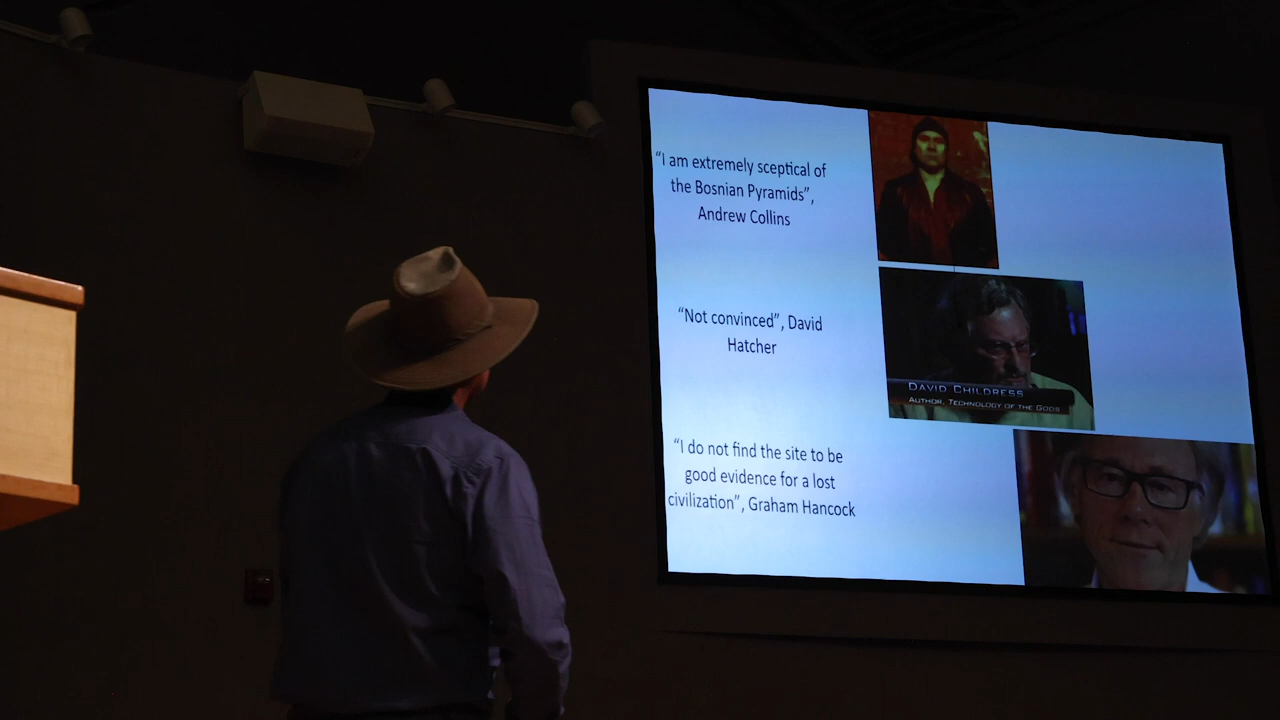 “I am extremely sceptical of
the Bosnian Pyramids”,
Andrew Collins
“Not convinced”, David
Hatcher
DAVID CHILDRESS
AUTHOR, TECHNOLOGY OF THE GODS
“I do not find the site to be
good evidence for a lost
civilization”, Graham Hancock